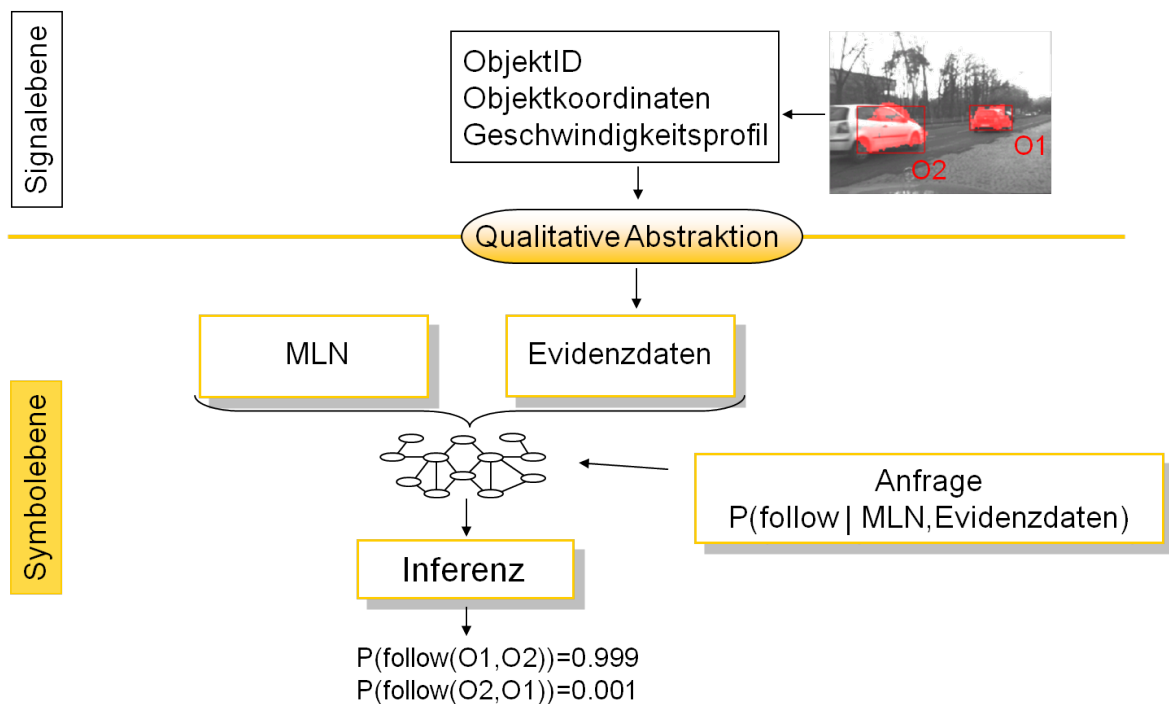 Signalebene
ObjektID
Objektkoordinaten
Geschwindigkeitsprofil
O1
O2
Qualitative Abstraktion
Symbolebene
MLN
Evidenzdaten
Anfrage
P(follow | MLN,Evidenzdaten)
Inferenz
P(follow(O1,O2))=0.999
P(follow(O2,O1))=0.001